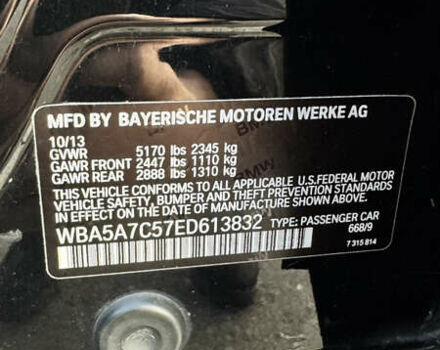 MFD BY BAYERISCHE MOTOREN WERKE AG
10/13
GVWR 5170 lbs 2345 kg
GAWR FRONT 2447 lbs 1110 kg
GAWR REAR 2888 lbs 1310 kg
THIS VEHICLE CONFORMS TO ALL APPLICABLE U.S.FEDERAL MOTOR
VEHICLE SAFETY, BUMPER, AND THEFT PREVENTION
STANDARDS IN EFFECT ON THE DATE OF MANUFACTURE SHOWN ABOVE.
WBA5A7C57ED613832 TYPE: PASSENGER CAR
668/9
7 315 814